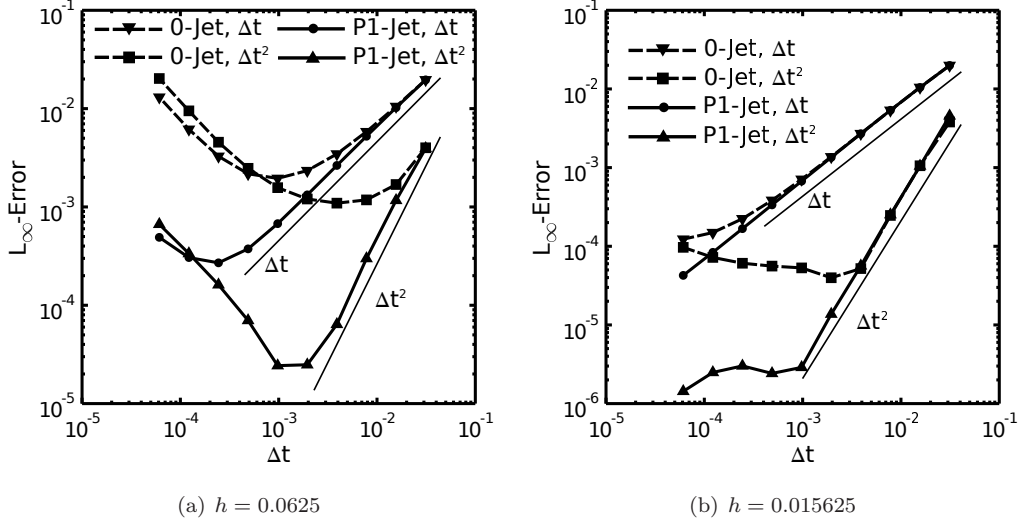 10⁻¹
10⁻²
10⁻³
10⁻⁴
10⁻⁵
L∞-Error
0-Jet, Δt
0-Jet, Δt²
P1-Jet, Δt
P1-Jet, Δt²
Δt
Δt²
10⁻⁵
10⁻⁴
10⁻³
10⁻²
10⁻¹
Δt
(a) h = 0.0625
10⁻¹
10⁻²
10⁻³
10⁻⁴
10⁻⁵
10⁻⁶
L∞-Error
0-Jet, Δt
0-Jet, Δt²
P1-Jet, Δt
P1-Jet, Δt²
Δt
Δt²
10⁻⁵
10⁻⁴
10⁻³
10⁻²
10⁻¹
Δt
(b) h = 0.015625